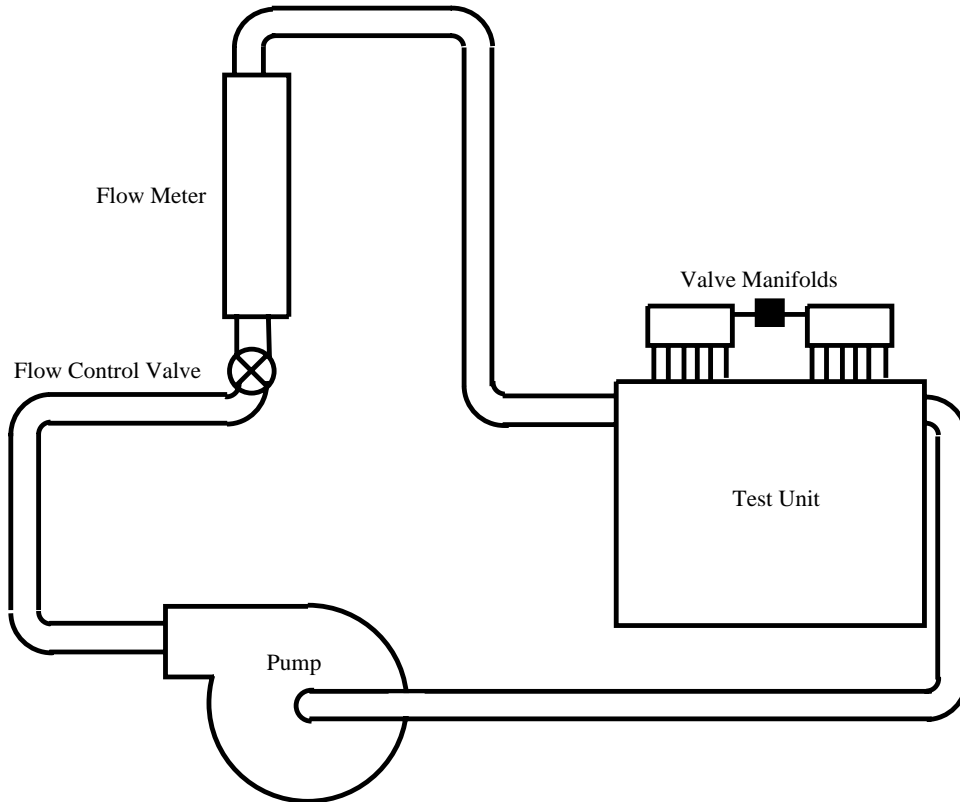 Flow Meter
Valve Manifolds
Flow Control Valve
Test Unit
Pump